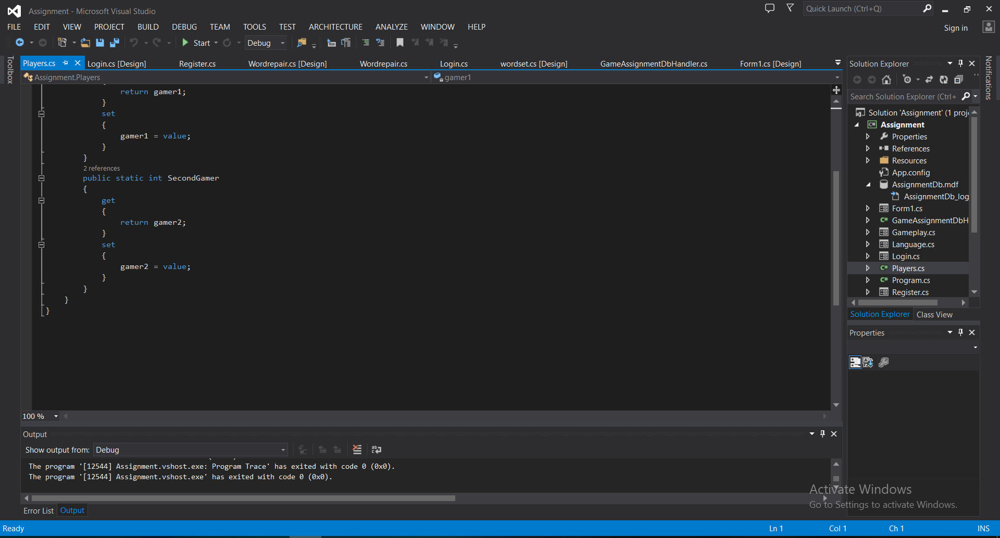 Assignment - Microsoft Visual Studio
Quick Launch (Ctrl+Q)
FILE EDIT VIEW PROJECT BUILD DEBUG TEAM TOOLS TEST ARCHITECTURE ANALYZE WINDOW HELP
Sign in
Start Debug
Toolbox
Players.cs Login.cs [Design] Register.cs Wordrepair.cs [Design] Wordrepair.cs Login.cs wordset.cs [Design] GameAssignmentDbHandler.cs Form1.cs [Design]
Assignment.Players gamer1
return gamer1;
}
set
{
gamer1 = value;
}
}
2 references
public static int SecondGamer
{
get
{
return gamer2;
}
set
{
gamer2 = value;
}
}
}
}
100 %
Output
Show output from: Debug
The program '[12544] Assignment.vshost.exe: Program Trace' has exited with code 0 (0x0).
The program '[12544] Assignment.vshost.exe' has exited with code 0 (0x0).
Error List Output
Solution Explorer
Search Solution Explorer (Ctrl+
Solution 'Assignment' (1 proj
C# Assignment
Properties
References
Resources
App.config
AssignmentDb.mdf
AssignmentDb_log
Form1.cs
C# GameAssignmentDbH
Gameplay.cs
Language.cs
Login.cs
C# Players.cs
C# Program.cs
Register.cs
Solution Explorer Class View
Properties
Notifications
Activate Windows
Go to Settings to activate Windows.
Ready Ln 1 Col 1 Ch 1 INS